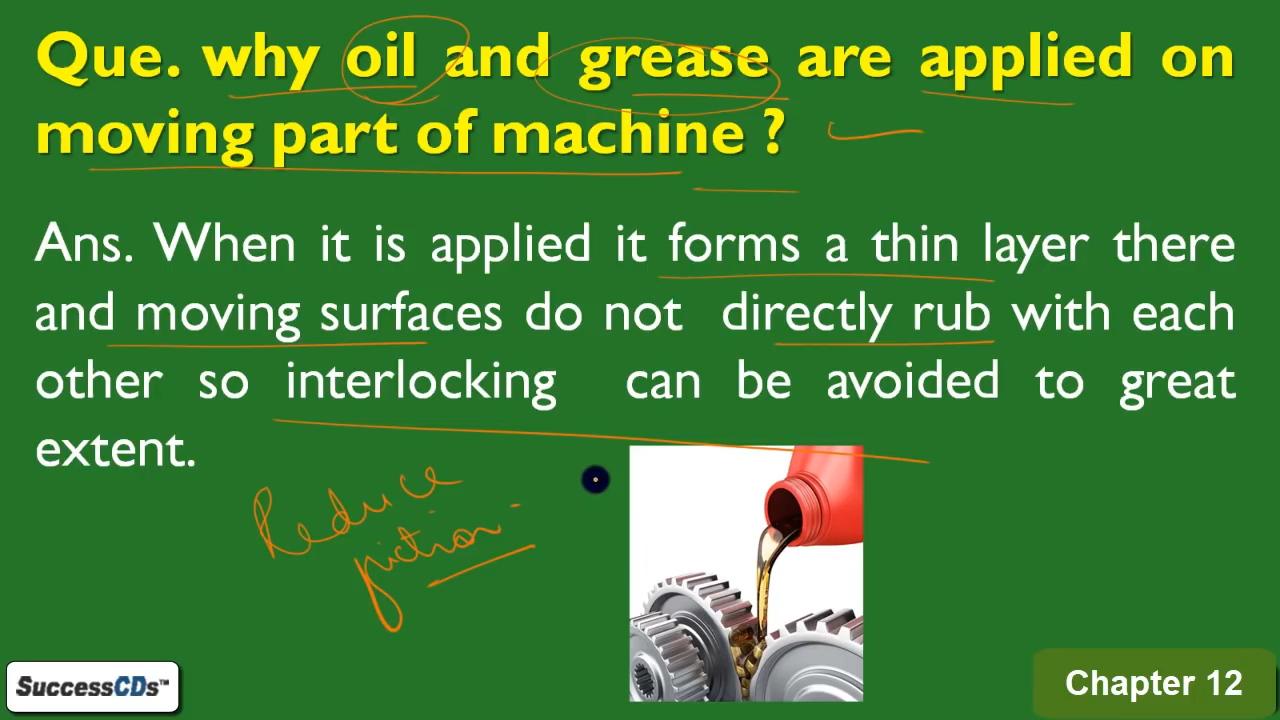 Que. why oil and grease are applied on
moving part of machine ?
Ans. When it is applied it forms a thin layer there
and moving surfaces do not directly rub with each
other so interlocking can be avoided to great
extent.
Reduce
friction.
SuccessCDs™
Chapter 12